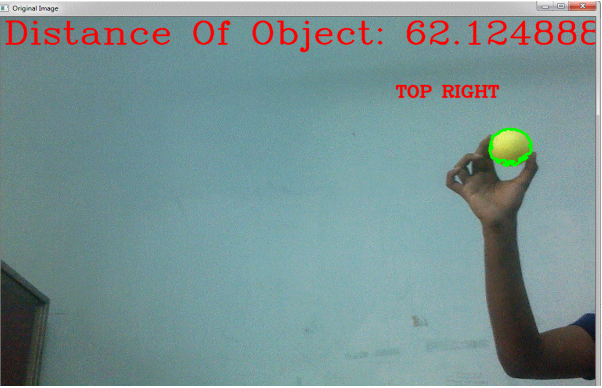 Original Image
Distance Of Object: 62.124888
TOP RIGHT